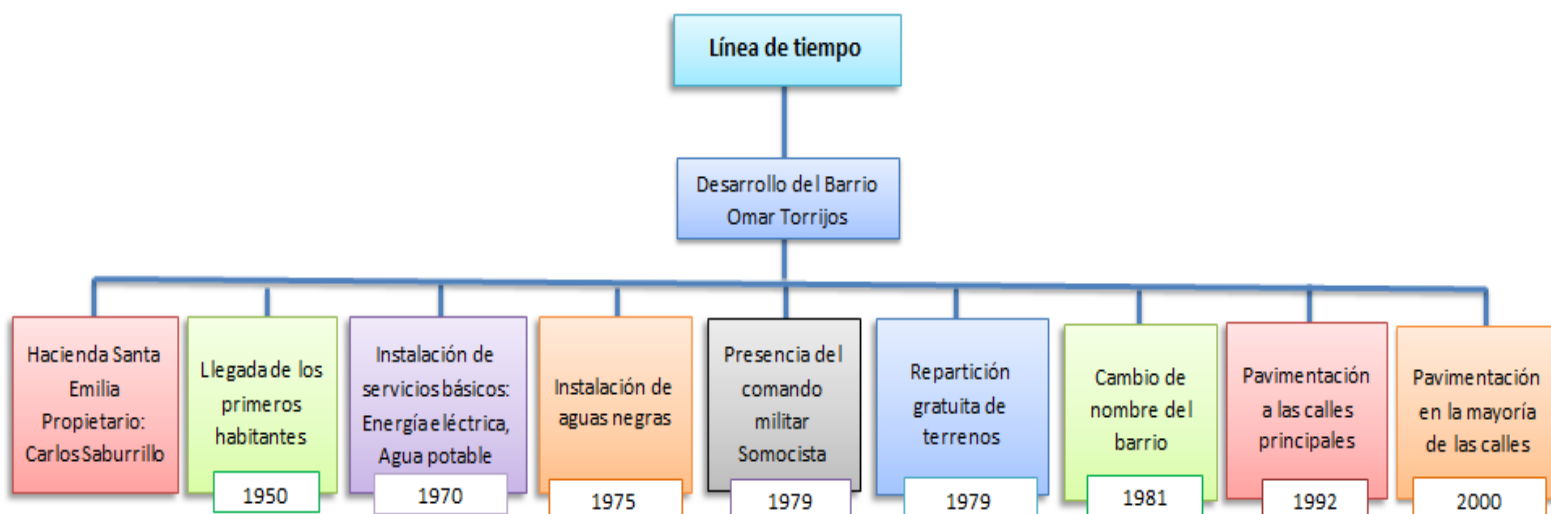 Línea de tiempo
Desarrollo del Barrio
Omar Torrijos
Hacienda Santa
Emilia
Propietario:
Carlos Saburrillo
Llegada de los
primeros
habitantes
1950
Instalación de
servicios básicos:
Energía eléctrica,
Agua potable
1970
Instalación de
aguas negras
1975
Presencia del
comando
militar
Somocista
1979
Repartición
gratuita de
terrenos
1979
Cambio de
nombre del
barrio
1981
Pavimentación
a las calles
principales
1992
Pavimentación
en la mayoría
de las calles
2000